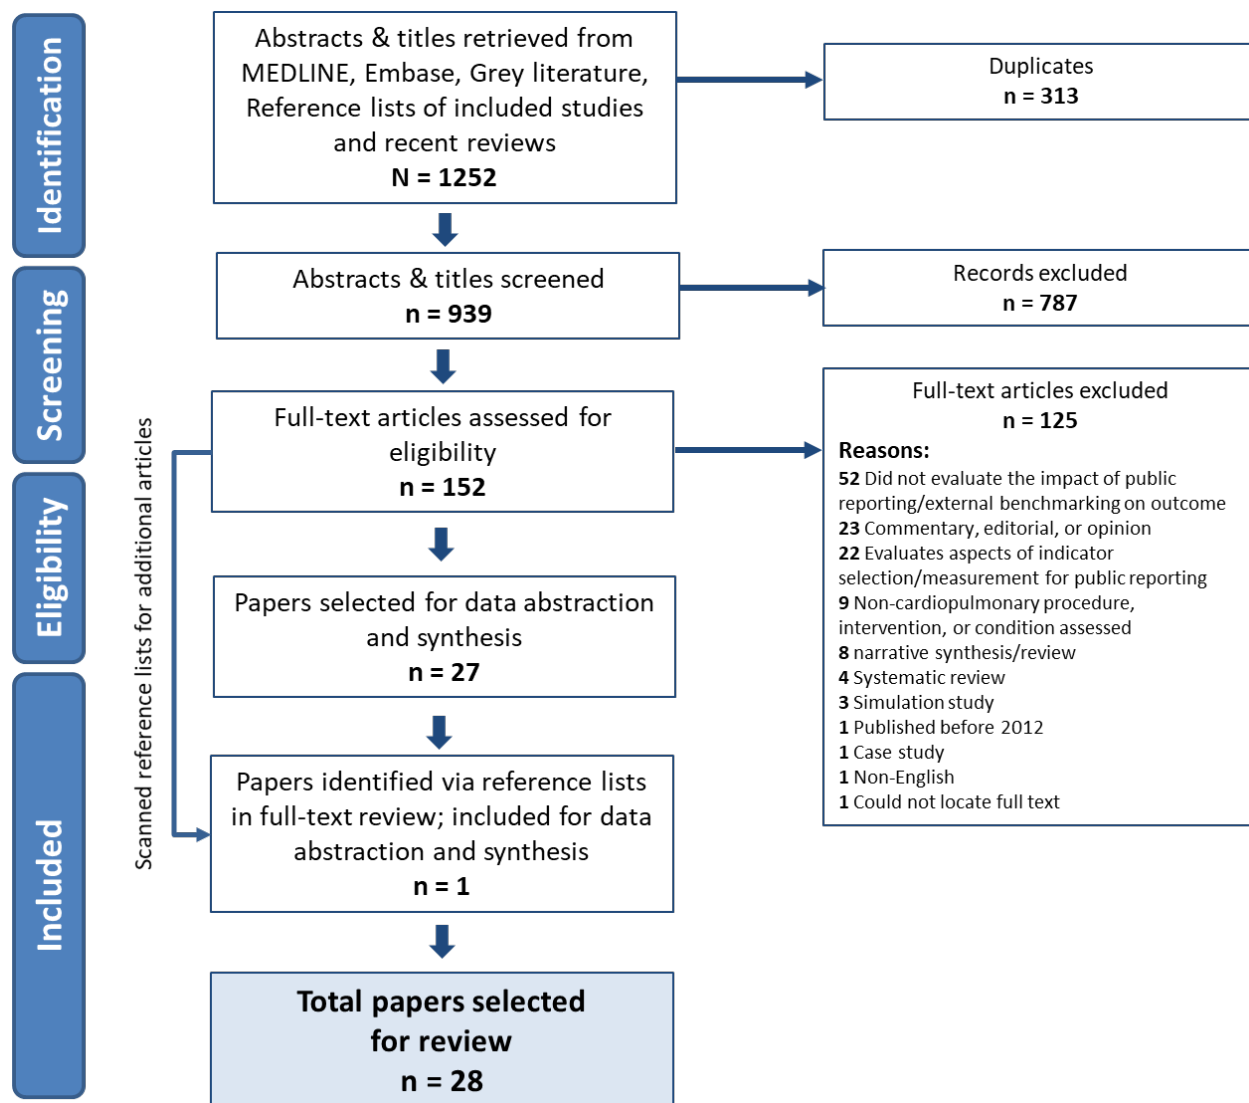 Identification
Abstracts & titles retrieved from
MEDLINE, Embase, Grey literature,
Reference lists of included studies
and recent reviews
N = 1252
Duplicates
n = 313
Screening
Abstracts & titles screened
n = 939
Records excluded
n = 787
Full-text articles assessed for
eligibility
n = 152
Full-text articles excluded
n = 125
Reasons:
52 Did not evaluate the impact of public
reporting/external benchmarking on outcome
23 Commentary, editorial, or opinion
22 Evaluates aspects of indicator
selection/measurement for public reporting
9 Non-cardiopulmonary procedure,
intervention, or condition assessed
8 narrative synthesis/review
4 Systematic review
3 Simulation study
1 Published before 2012
1 Case study
1 Non-English
1 Could not locate full text
Scanned reference lists for additional articles
Eligibility
Papers selected for data abstraction
and synthesis
n = 27
Included
Papers identified via reference lists
in full-text review; included for data
abstraction and synthesis
n = 1
Total papers selected
for review
n = 28